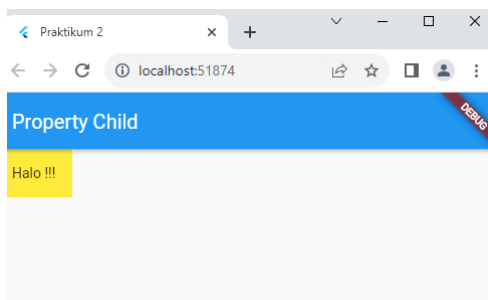 Praktikum 2
localhost:51874
Property Child
DEBUG
Halo !!!